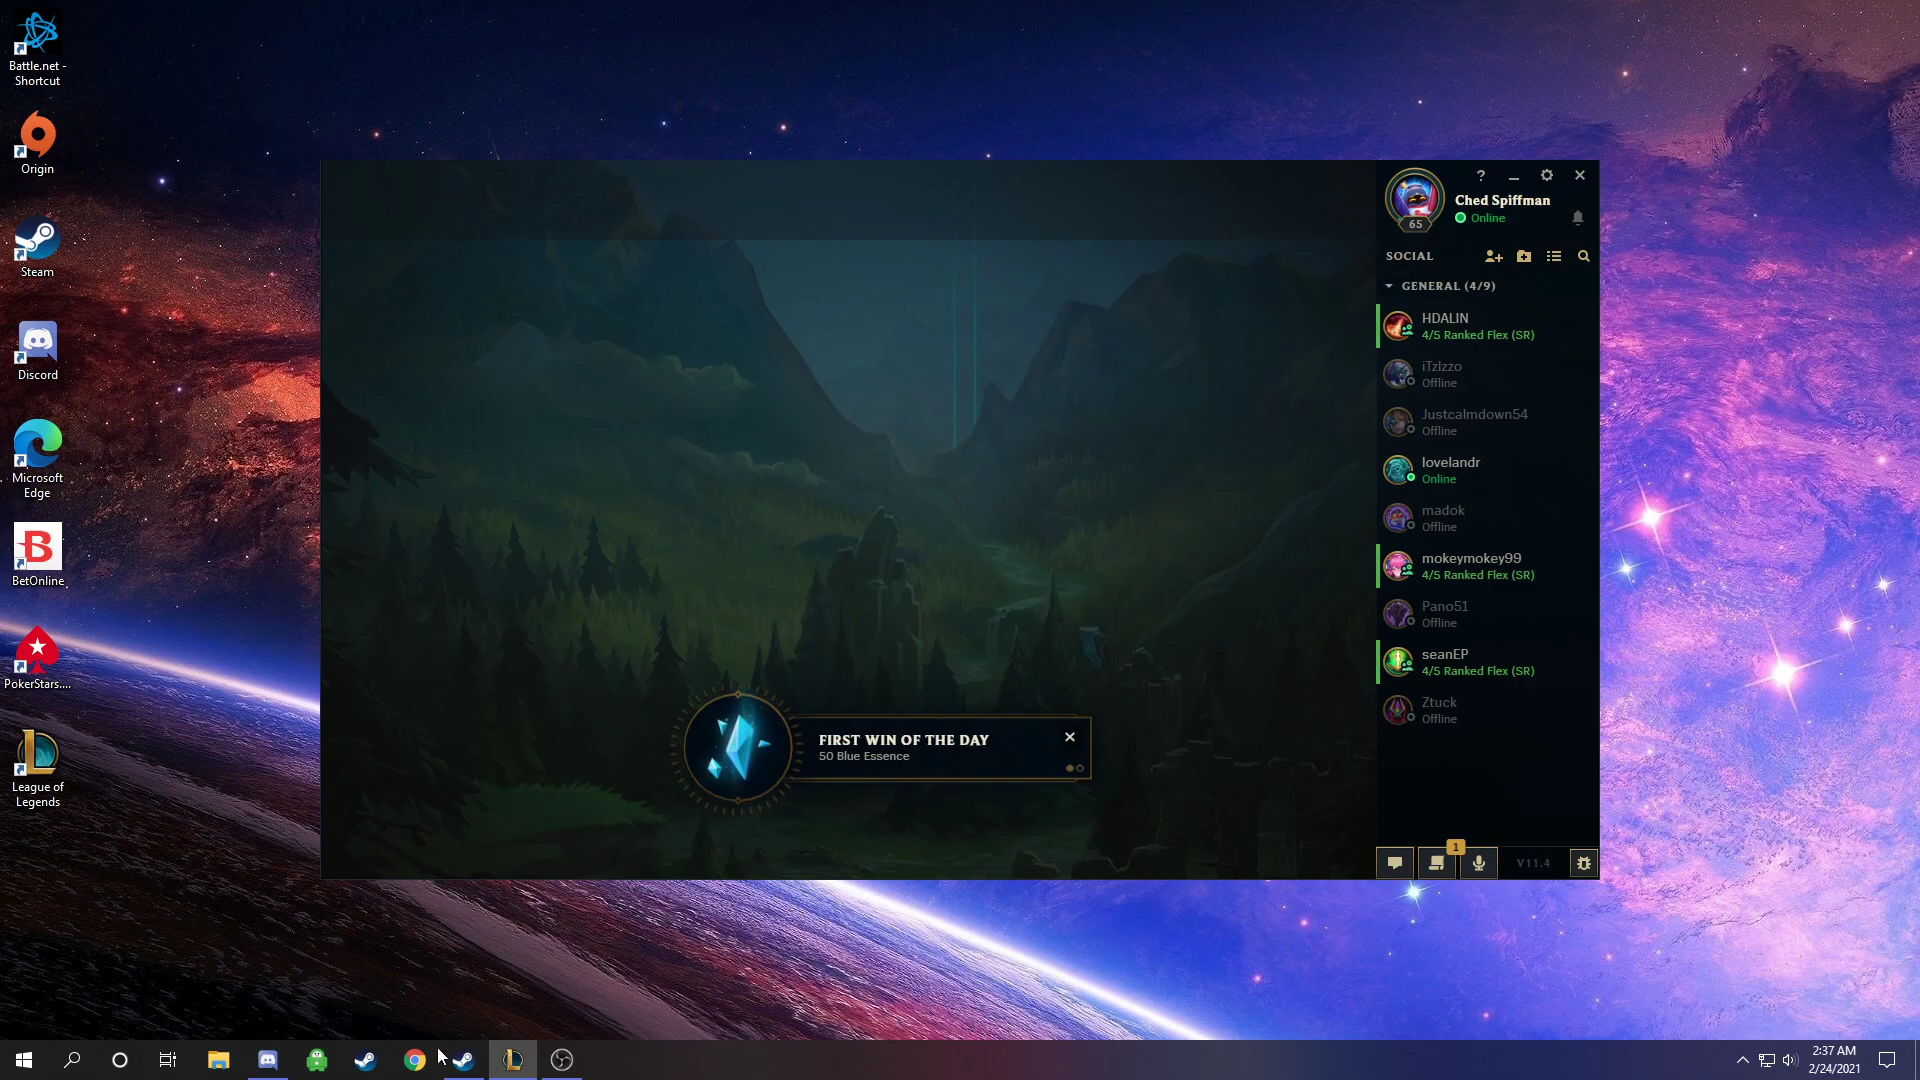 Battle.net -
Shortcut
Origin
Steam
Discord
Microsoft
Edge
BetOnline
PokerStars....
League of
Legends
?
Ched Spiffman
Online
65
SOCIAL
GENERAL (4/9)
HDALIN
4/5 Ranked Flex (SR)
iTzIzzo
Offline
Justcalmdown54
Offline
lovelandr
Online
madok
Offline
mokeymokey99
4/5 Ranked Flex (SR)
Pano51
Offline
seanEP
4/5 Ranked Flex (SR)
Ztuck
Offline
FIRST WIN OF THE DAY
50 Blue Essence
1
V11.4
2:37 AM
2/24/2021